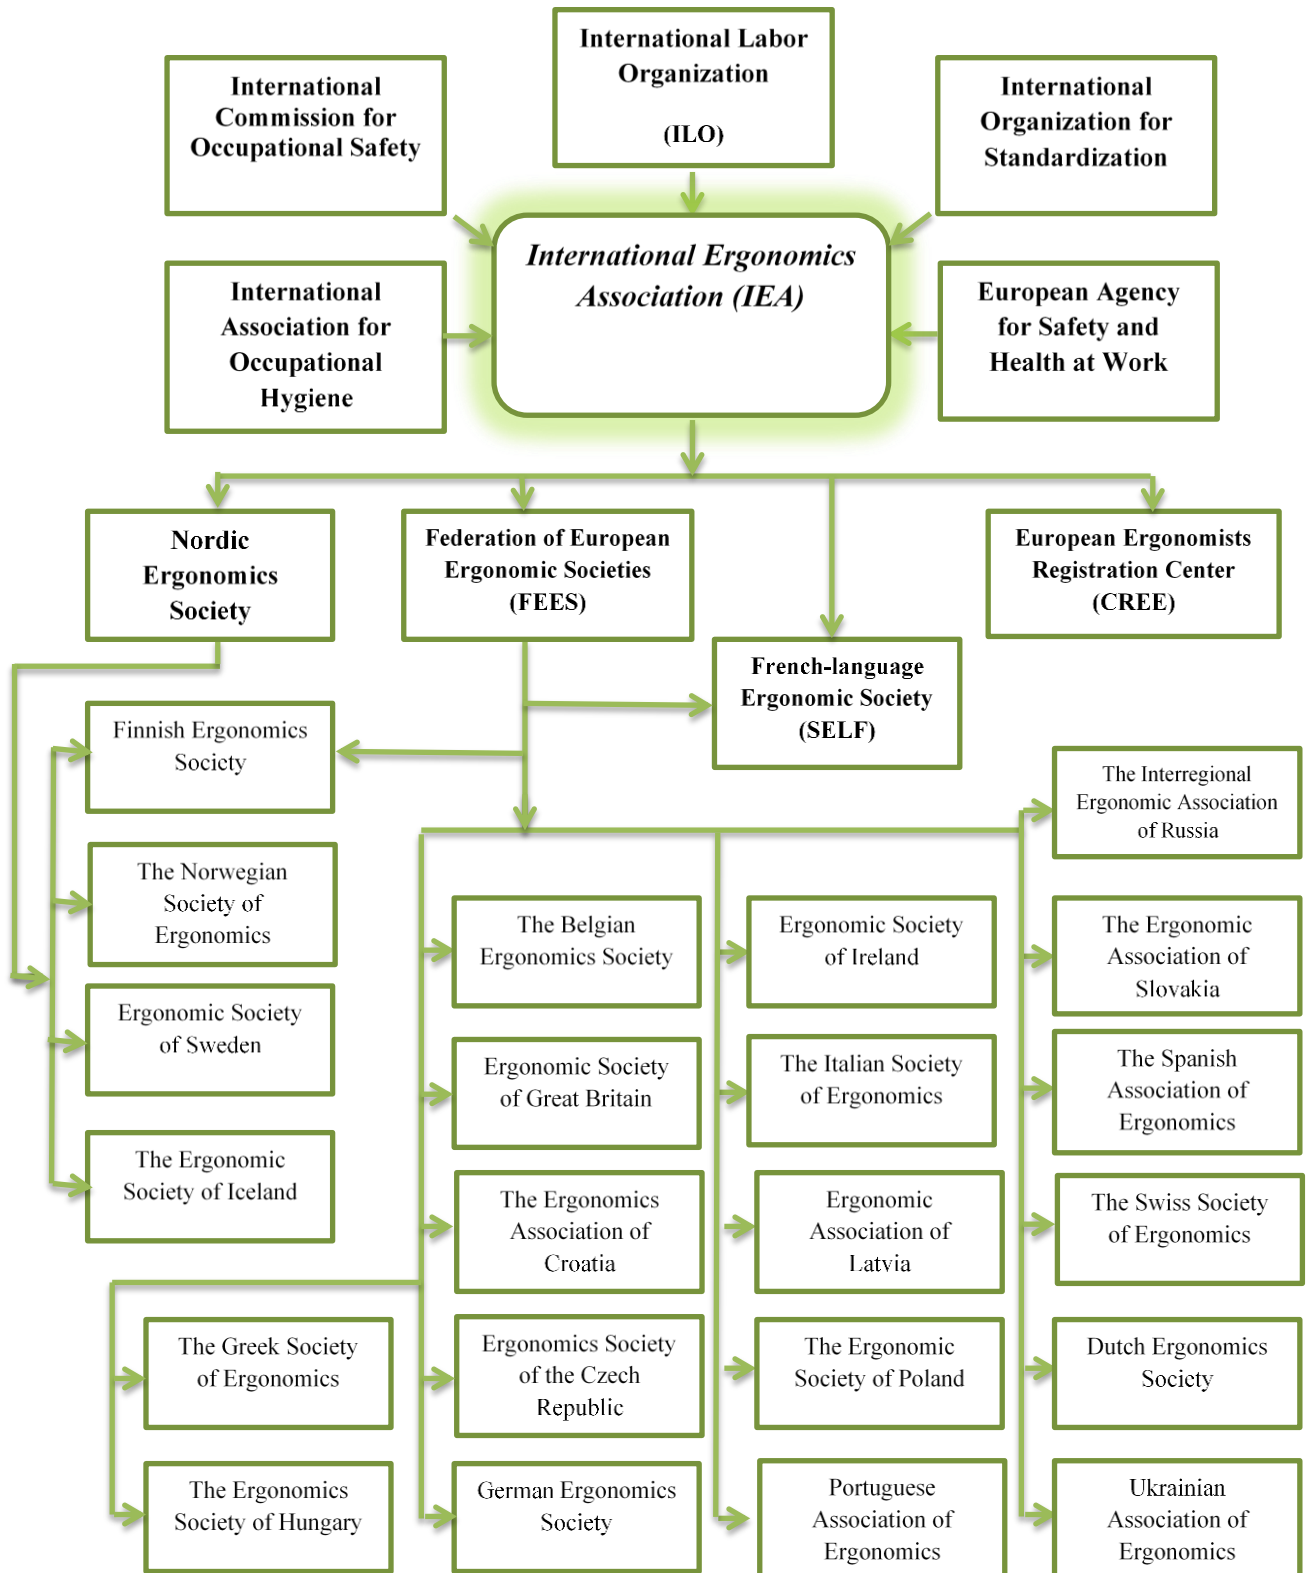 International Labor
Organization
(ILO)
International
Commission for
Occupational Safety
International
Organization for
Standardization
International Ergonomics
Association (IEA)
International
Association for
Occupational
Hygiene
European Agency
for Safety and
Health at Work
Nordic
Ergonomics
Society
Federation of European
Ergonomic Societies
(FEES)
European Ergonomists
Registration Center
(CREE)
French-language
Ergonomic Society
(SELF)
Finnish Ergonomics
Society
The Interregional
Ergonomic Association
of Russia
The Norwegian
Society of
Ergonomics
The Belgian
Ergonomics Society
Ergonomic Society
of Ireland
The Ergonomic
Association of
Slovakia
Ergonomic Society
of Sweden
Ergonomic Society
of Great Britain
The Italian Society
of Ergonomics
The Spanish
Association of
Ergonomics
The Ergonomic
Society of Iceland
The Ergonomics
Association of
Croatia
Ergonomic
Association of
Latvia
The Swiss Society
of Ergonomics
The Greek Society
of Ergonomics
Ergonomics Society
of the Czech
Republic
The Ergonomic
Society of Poland
Dutch Ergonomics
Society
The Ergonomics
Society of Hungary
German Ergonomics
Society
Portuguese
Association of
Ergonomics
Ukrainian
Association of
Ergonomics